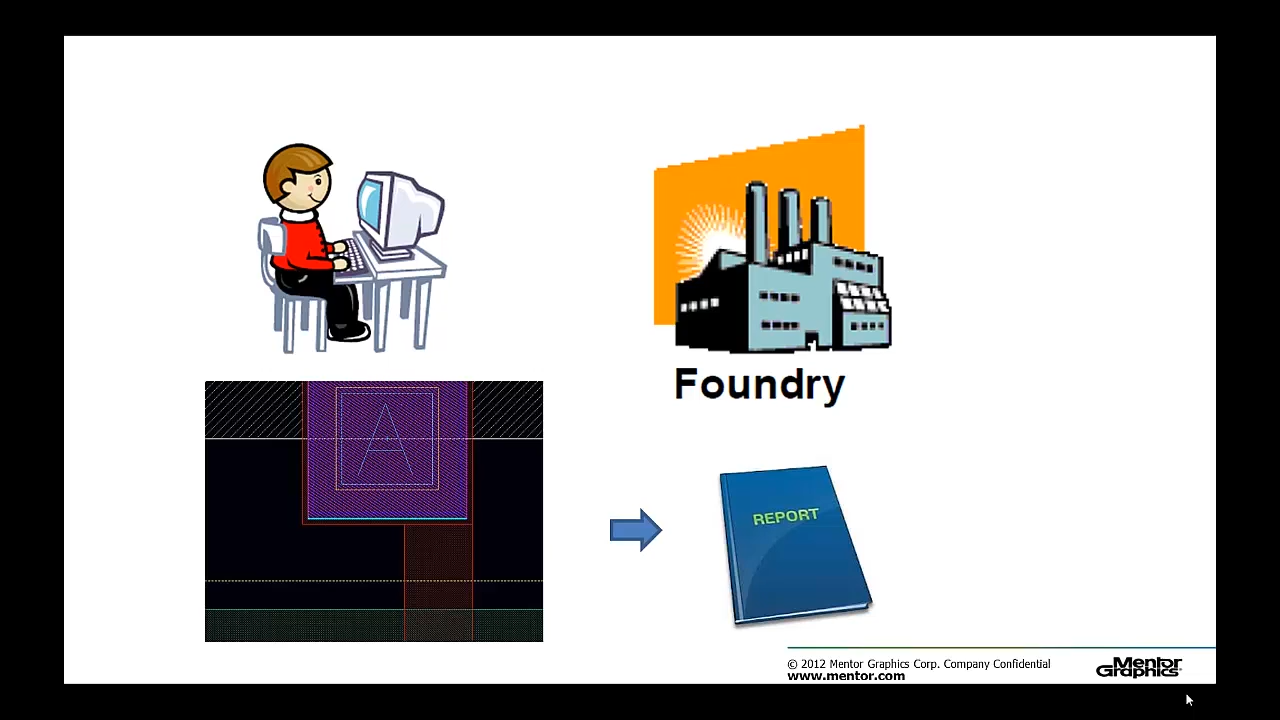 Foundry
A
REPORT
© 2012 Mentor Graphics Corp. Company Confidential
www.mentor.com
Mentor
Graphics